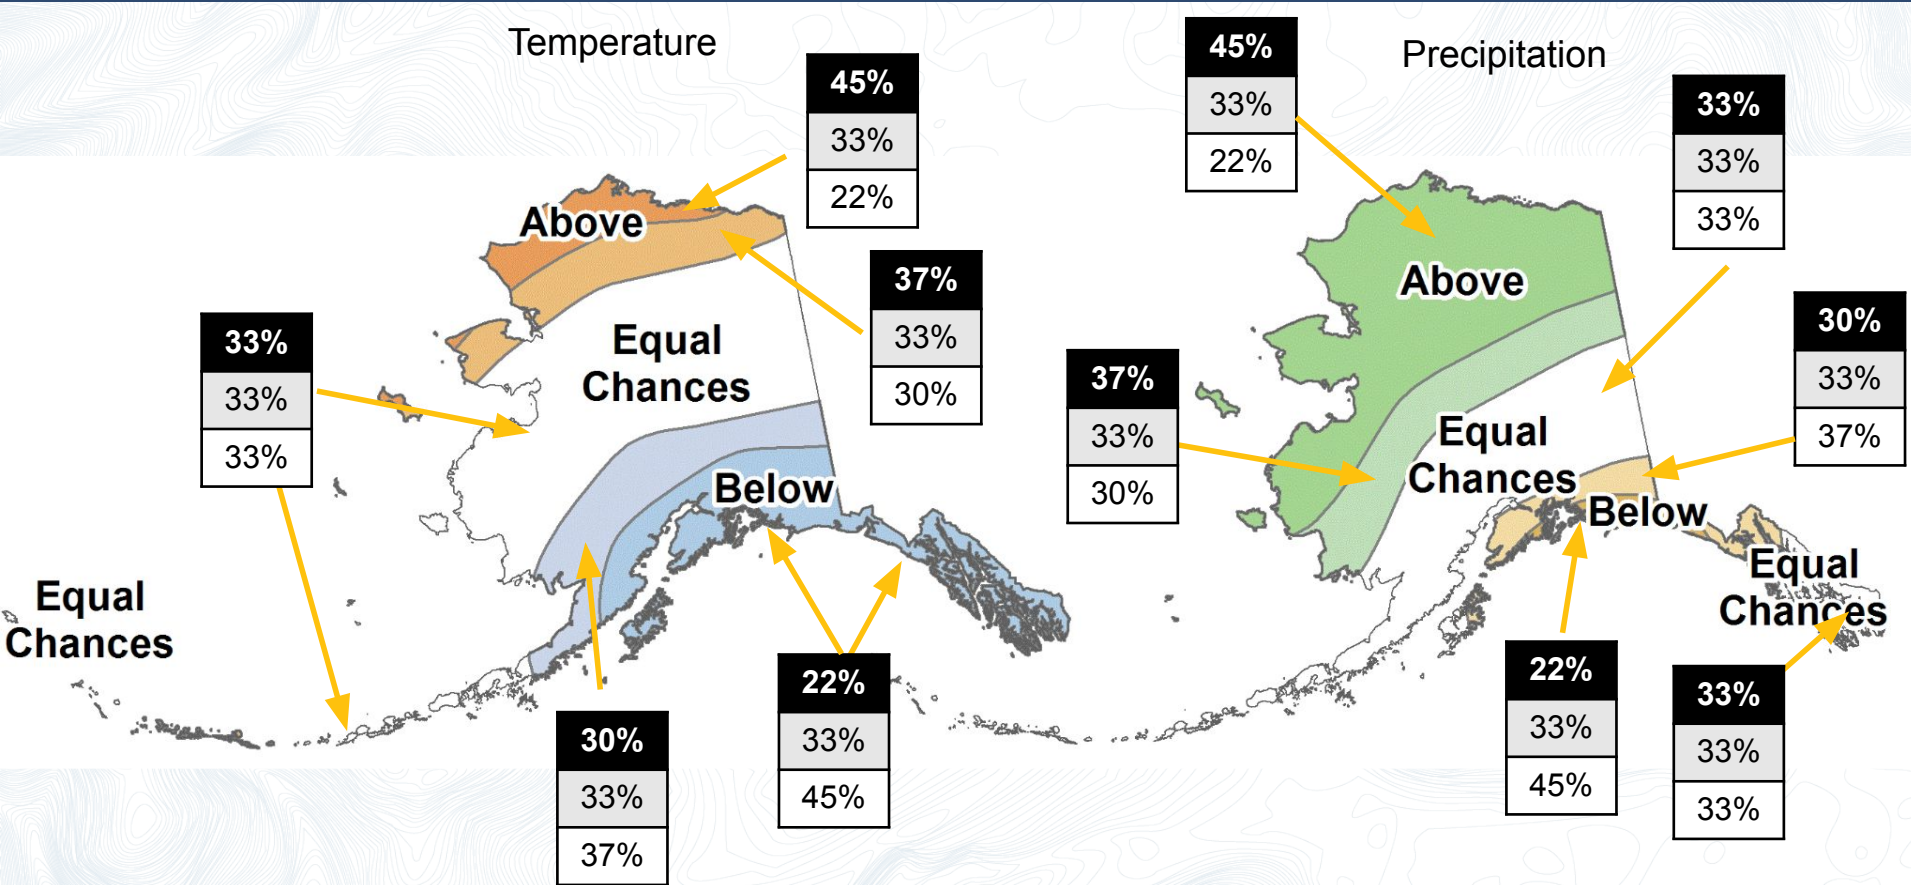 Temperature
45%
33%
22%
Above
37%
33%
30%
33%
33%
33%
Equal
Chances
Below
Equal
Chances
30%
33%
37%
22%
33%
45%
Precipitation
45%
33%
22%
33%
33%
33%
Above
30%
33%
37%
37%
33%
30%
Equal
Chances
Below
Equal
Chances
22%
33%
45%
33%
33%
33%